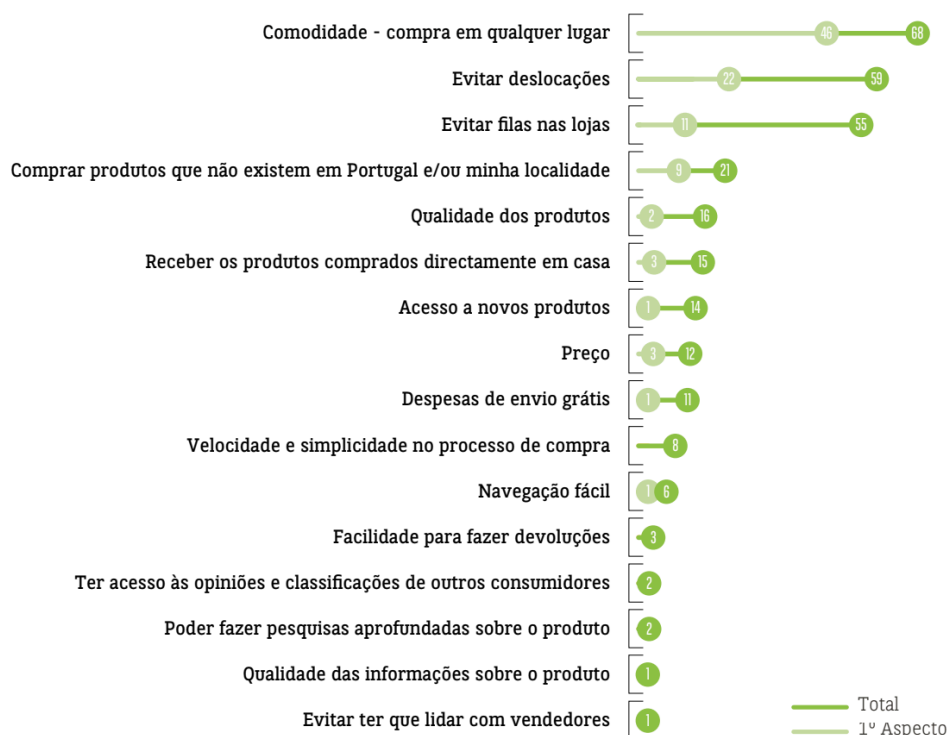 Comodidade - compra em qualquer lugar 46 68
Evitar deslocações 22 59
Evitar filas nas lojas 11 55
Comprar produtos que não existem em Portugal e/ou minha localidade 9 21
Qualidade dos produtos 2 16
Receber os produtos comprados directamente em casa 3 15
Acesso a novos produtos 1 14
Preço 3 12
Despesas de envio grátis 1 11
Velocidade e simplicidade no processo de compra 8
Navegação fácil 1 6
Facilidade para fazer devoluções 3
Ter acesso às opiniões e classificações de outros consumidores 2
Poder fazer pesquisas aprofundadas sobre o produto 2
Qualidade das informações sobre o produto 1
Evitar ter que lidar com vendedores 1
Total
1º Aspecto